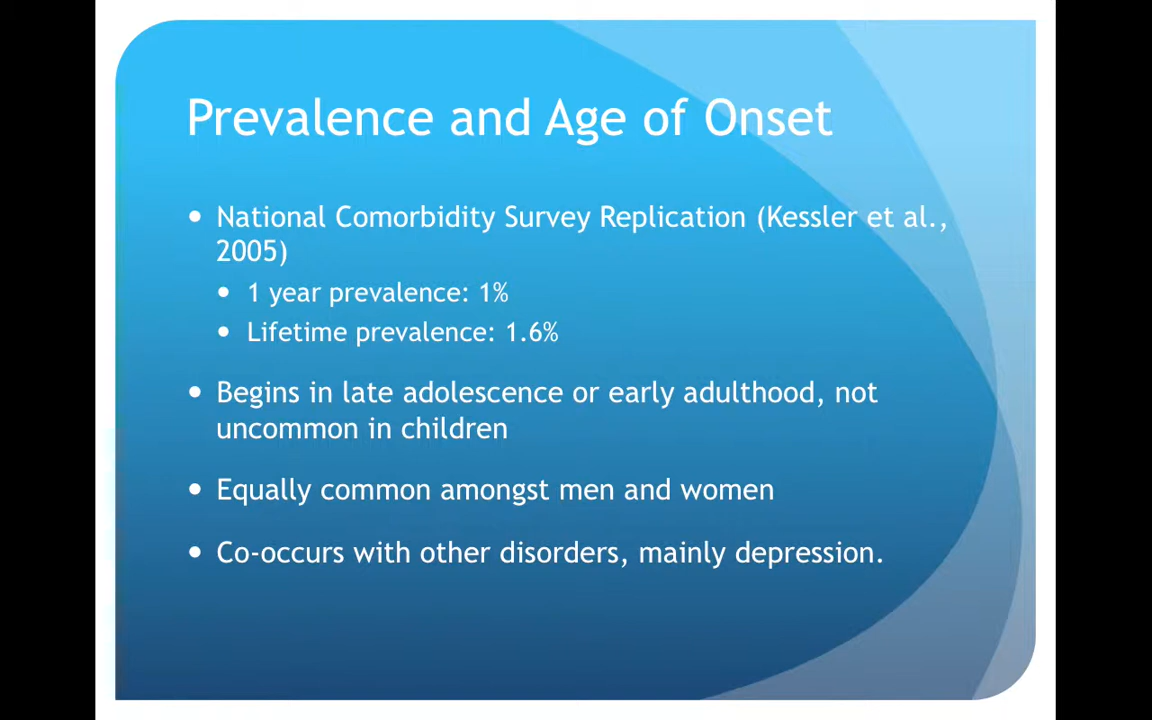 Prevalence and Age of Onset
• National Comorbidity Survey Replication (Kessler et al.,
2005)
• 1 year prevalence: 1%
• Lifetime prevalence: 1.6%
• Begins in late adolescence or early adulthood, not
uncommon in children
• Equally common amongst men and women
• Co-occurs with other disorders, mainly depression.